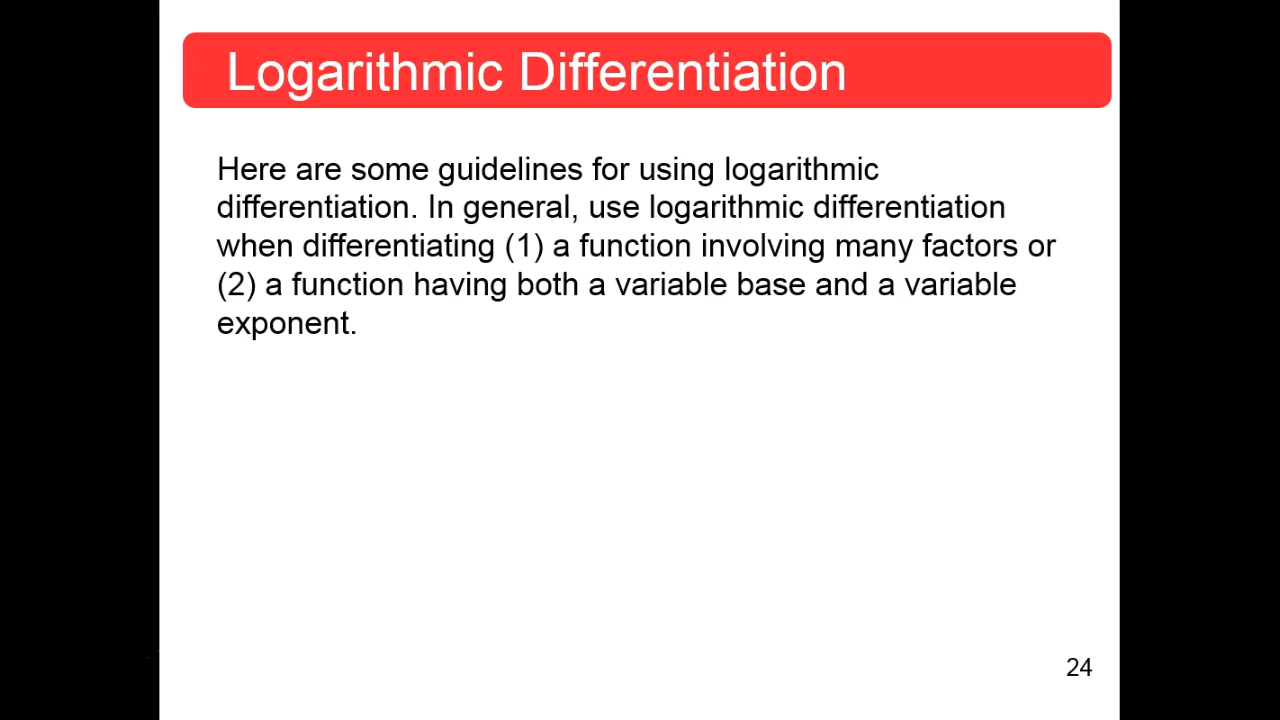 Logarithmic Differentiation
Here are some guidelines for using logarithmic
differentiation. In general, use logarithmic differentiation
when differentiating (1) a function involving many factors or
(2) a function having both a variable base and a variable
exponent.
24